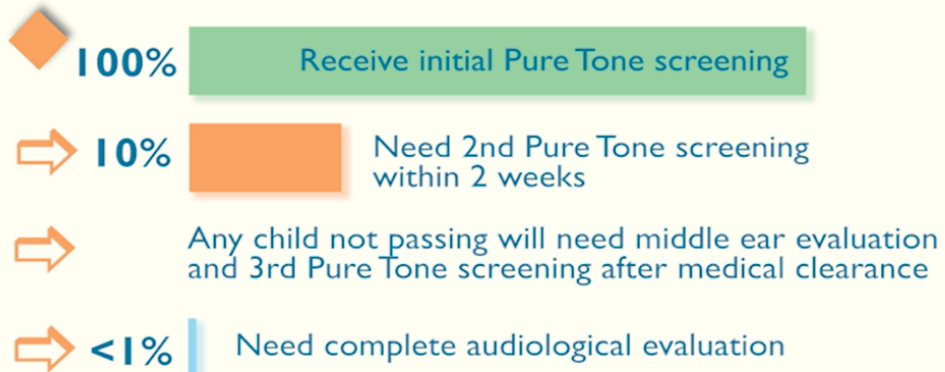 100% Receive initial Pure Tone screening
10% Need 2nd Pure Tone screening
within 2 weeks
Any child not passing will need middle ear evaluation
and 3rd Pure Tone screening after medical clearance
<1% Need complete audiological evaluation